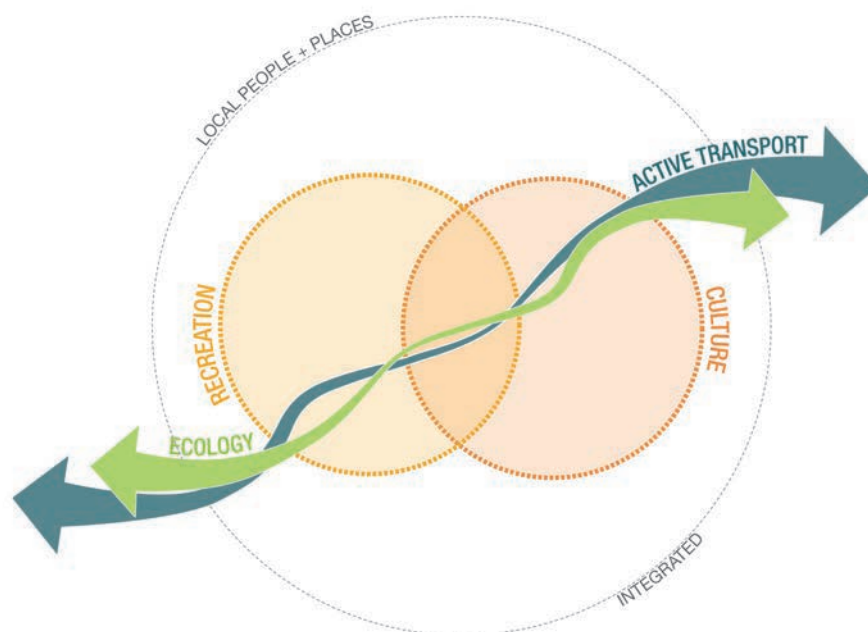 LOCAL PEOPLE + PLACES
ACTIVE TRANSPORT
RECREATION
CULTURE
ECOLOGY
INTEGRATED